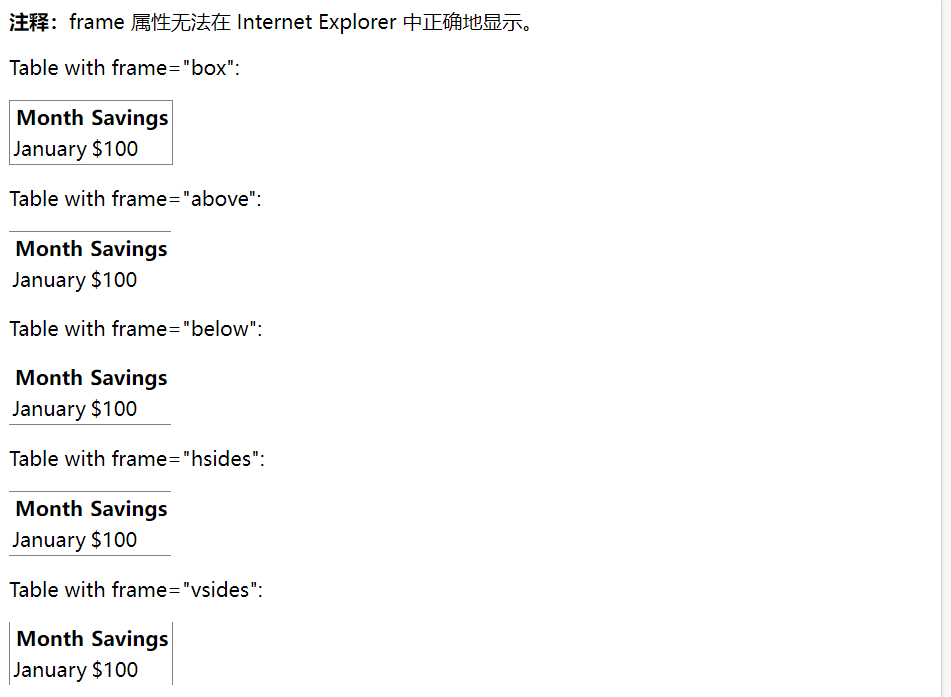 注释：frame 属性无法在 Internet Explorer 中正确地显示。
Table with frame="box":
Month Savings
January $100
Table with frame="above":
Month Savings
January $100
Table with frame="below":
Month Savings
January $100
Table with frame="hsides":
Month Savings
January $100
Table with frame="vsides":
Month Savings
January $100